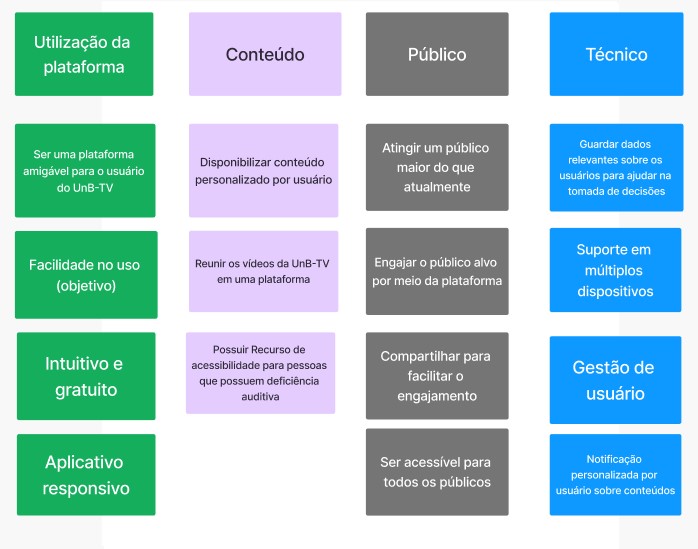 Utilização da
plataforma
Conteúdo
Público
Técnico
Ser uma plataforma
amigável para o usuário
do UnB-TV
Disponibilizar conteúdo
personalizado por usuário
Atingir um público
maior do que
atualmente
Guardar dados
relevantes sobre os
usuários para ajudar na
tomada de decisões
Facilidade no uso
(objetivo)
Reunir os vídeos da UnB-TV
em uma plataforma
Engajar o público alvo
por meio da plataforma
Suporte em
múltiplos
dispositivos
Intuitivo e
gratuito
Possuir Recurso de
acessibilidade para pessoas
que possuem deficiência
auditiva
Compartilhar para
facilitar o
engajamento
Gestão de
usuário
Aplicativo
responsivo
Ser acessível para
todos os públicos
Notificação
personalizada por
usuário sobre conteúdos